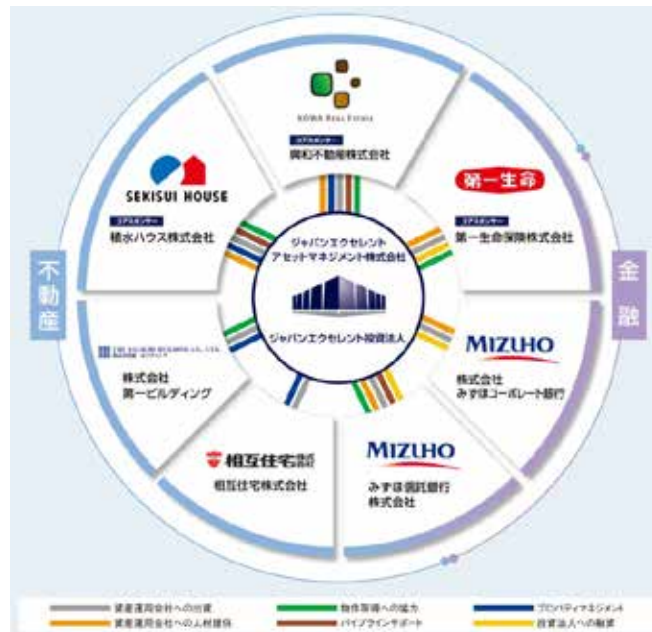 KOWA Real Estate
コアスポンサー
興和不動産株式会社
SEKISUI HOUSE
コアスポンサー
積水ハウス株式会社
第一生命
コアスポンサー
第一生命保険株式会社
ジャパンエクセレント
アセットマネジメント株式会社
ジャパンエクセレント投資法人
不動産
金融
株式会社
第一ビルディング
MIZUHO
株式会社
みずほコーポレート銀行
相互住宅
相互住宅株式会社
MIZUHO
みずほ信託銀行
株式会社
資産運用会社への出資
物件取得への協力
プロパティマネジメント
資産運用会社への人材提供
パイプラインサポート
投資法人への融資